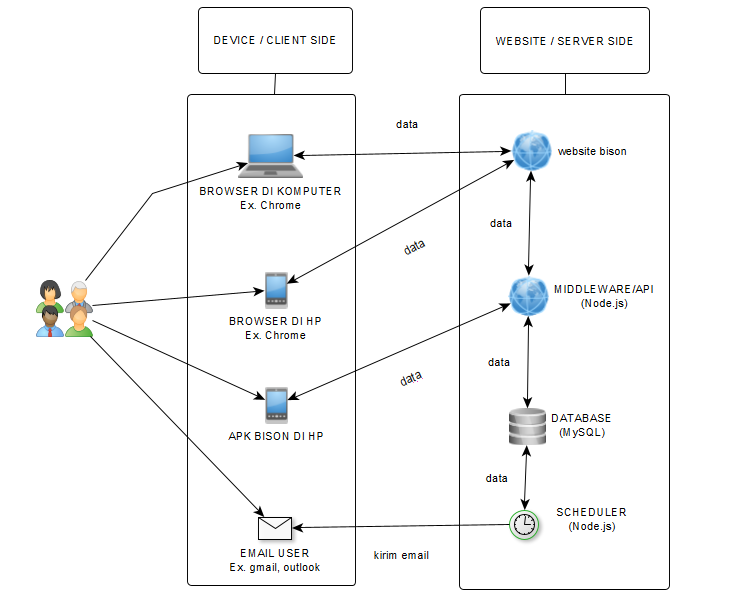 DEVICE / CLIENT SIDE
WEBSITE / SERVER SIDE
data
website bison
BROWSER DI KOMPUTER
Ex. Chrome
data
data
MIDDLEWARE/API
(Node.js)
BROWSER DI HP
Ex. Chrome
data
data
APK BISON DI HP
DATABASE
(MySQL)
data
SCHEDULER
(Node.js)
EMAIL USER
Ex. gmail, outlook
kirim email